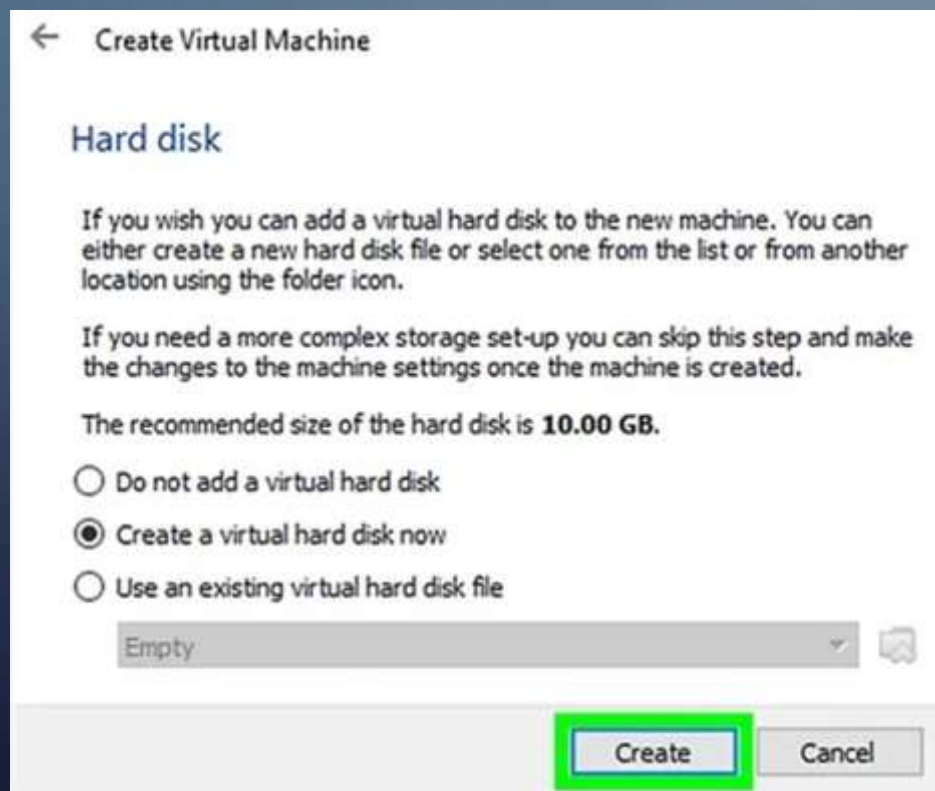 Create Virtual Machine
Hard disk
If you wish you can add a virtual hard disk to the new machine. You can
either create a new hard disk file or select one from the list or from another
location using the folder icon.
If you need a more complex storage set-up you can skip this step and make
the changes to the machine settings once the machine is created.
The recommended size of the hard disk is 10.00 GB.
Do not add a virtual hard disk
Create a virtual hard disk now
Use an existing virtual hard disk file
Empty
Create Cancel